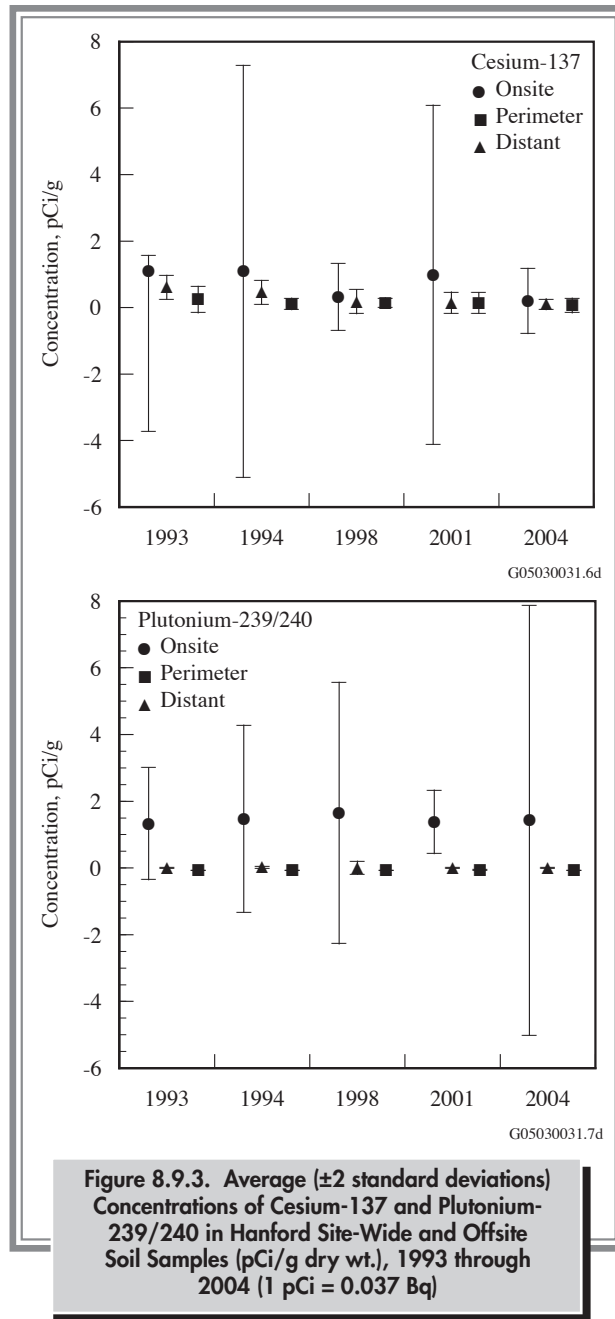 8
6
4
2
0
-2
-4
-6
Concentration, pCi/g
Cesium-137
Onsite
Perimeter
Distant
1993 1994 1998 2001 2004
G05030031.6d
8
6
4
2
0
-2
-4
-6
Concentration, pCi/g
Plutonium-239/240
Onsite
Perimeter
Distant
1993 1994 1998 2001 2004
G05030031.7d
Figure 8.9.3. Average (±2 standard deviations)
Concentrations of Cesium-137 and Plutonium-
239/240 in Hanford Site-Wide and Offsite
Soil Samples (pCi/g dry wt.), 1993 through
2004 (1 pCi = 0.037 Bq)